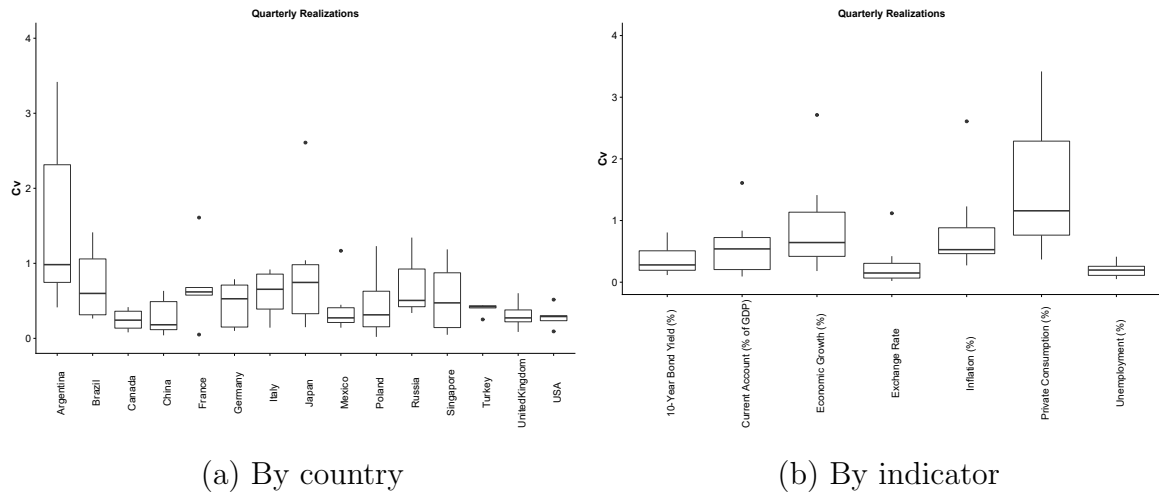 Quarterly Realizations
4
3
2
1
0
Cv
Argentina
Brazil
Canada
China
France
Germany
Italy
Japan
Mexico
Poland
Russia
Singapore
Turkey
UnitedKingdom
USA
(a) By country
Quarterly Realizations
4
3
2
1
0
Cv
10-Year Bond Yield (%)
Current Account (% of GDP)
Economic Growth (%)
Exchange Rate
Inflation (%)
Private Consumption (%)
Unemployment (%)
(b) By indicator